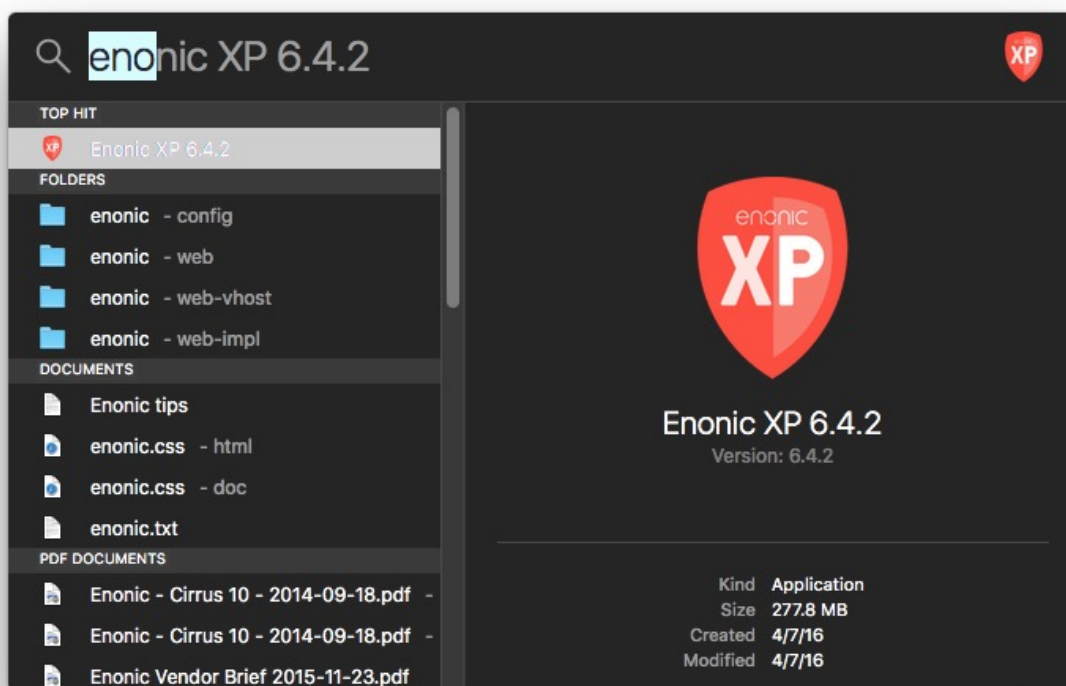 enonic XP 6.4.2
XP
TOP HIT
XP Enonic XP 6.4.2
FOLDERS
enonic - config
enonic - web
enonic - web-vhost
enonic - web-impl
DOCUMENTS
Enonic tips
enonic.css - html
enonic.css - doc
enonic.txt
PDF DOCUMENTS
Enonic - Cirrus 10 - 2014-09-18.pdf -
Enonic - Cirrus 10 - 2014-09-18.pdf -
Enonic Vendor Brief 2015-11-23.pdf
enonic
XP
Enonic XP 6.4.2
Version: 6.4.2
Kind Application
Size 277.8 MB
Created 4/7/16
Modified 4/7/16